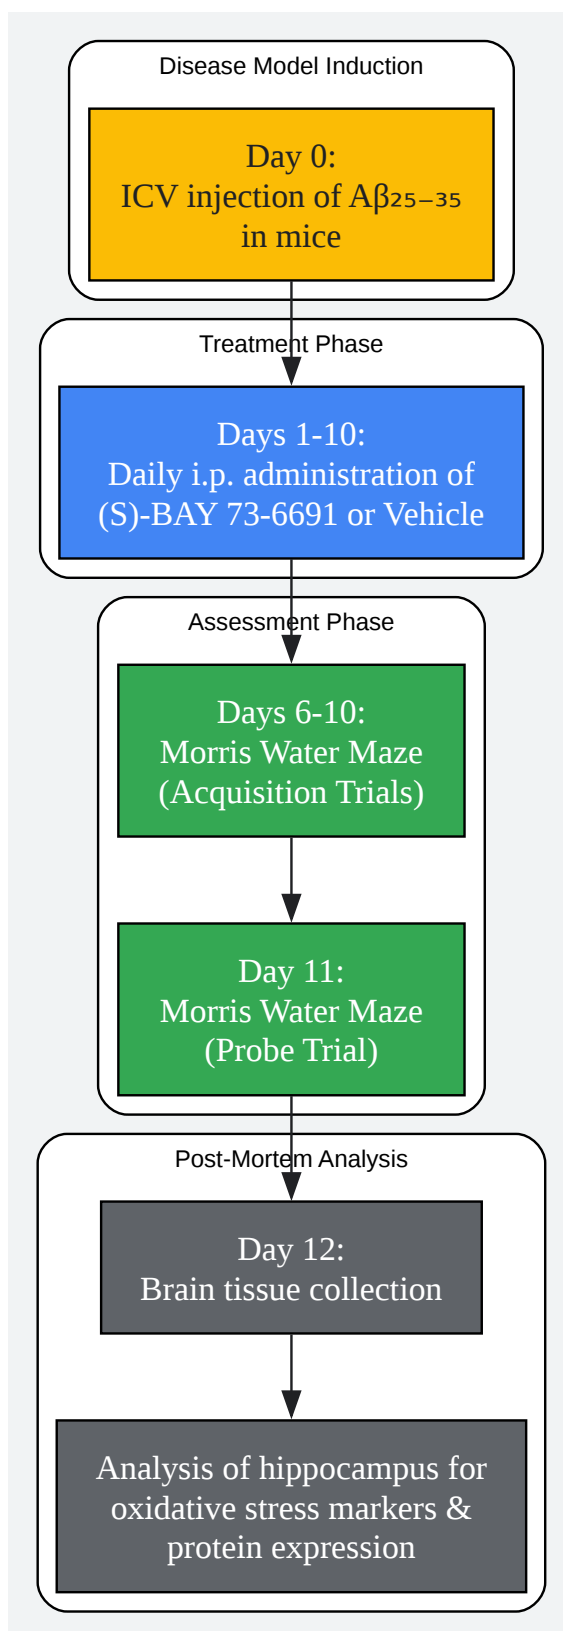 Disease Model Induction
Day 0:
ICV injection of Aβ₂₅₋₃₅
in mice
Treatment Phase
Days 1-10:
Daily i.p. administration of
(S)-BAY 73-6691 or Vehicle
Assessment Phase
Days 6-10:
Morris Water Maze
(Acquisition Trials)
Day 11:
Morris Water Maze
(Probe Trial)
Post-Mortem Analysis
Day 12:
Brain tissue collection
Analysis of hippocampus for
oxidative stress markers &
protein expression